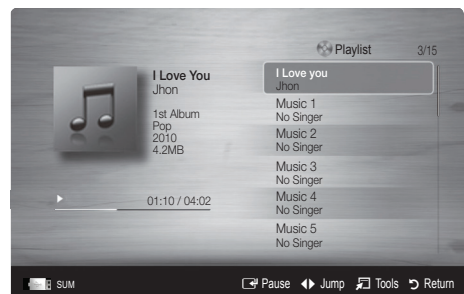 Playlist 3/15
I Love You
Jhon
1st Album
Pop
2010
4.2MB
01:10 / 04:02
I Love you
Jhon
Music 1
No Singer
Music 2
No Singer
Music 3
No Singer
Music 4
No Singer
Music 5
No Singer
SUM
Pause Jump Tools Return